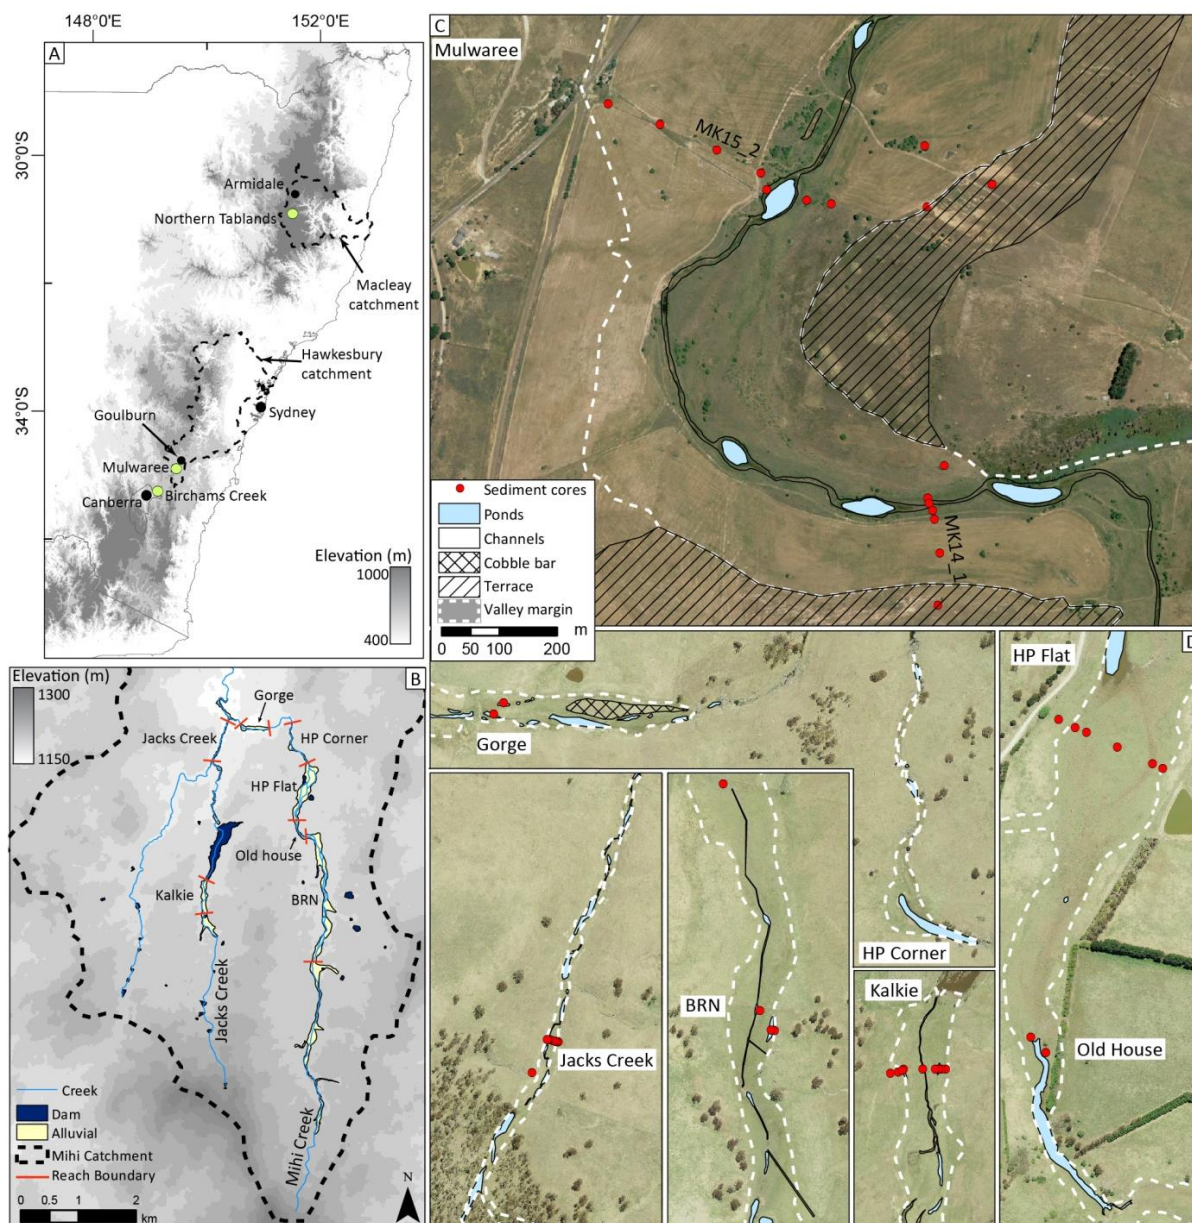 148°0'E
152°0'E
A
30°0'S
34°0'S
Armidale
Northern Tablands
Macleay
catchment
Hawkesbury
catchment
Goulburn
Sydney
Mulwaree
Canberra
Birchams Creek
Elevation (m)
1000
400
C
Mulwaree
MK15_2
MK14_1
Sediment cores
Ponds
Channels
Cobble bar
Terrace
Valley margin
0 50 100 200 m
Elevation (m)
1300
1150
B
Gorge
Jacks Creek
HP Corner
HP Flat
Old house
Kalkie
BRN
Jacks Creek
Mihi Creek
Creek
Dam
Alluvial
Mihi Catchment
Reach Boundary
0 0.5 1 2
km
N
D
Gorge
HP Flat
HP Corner
Jacks Creek
BRN
Kalkie
Old House